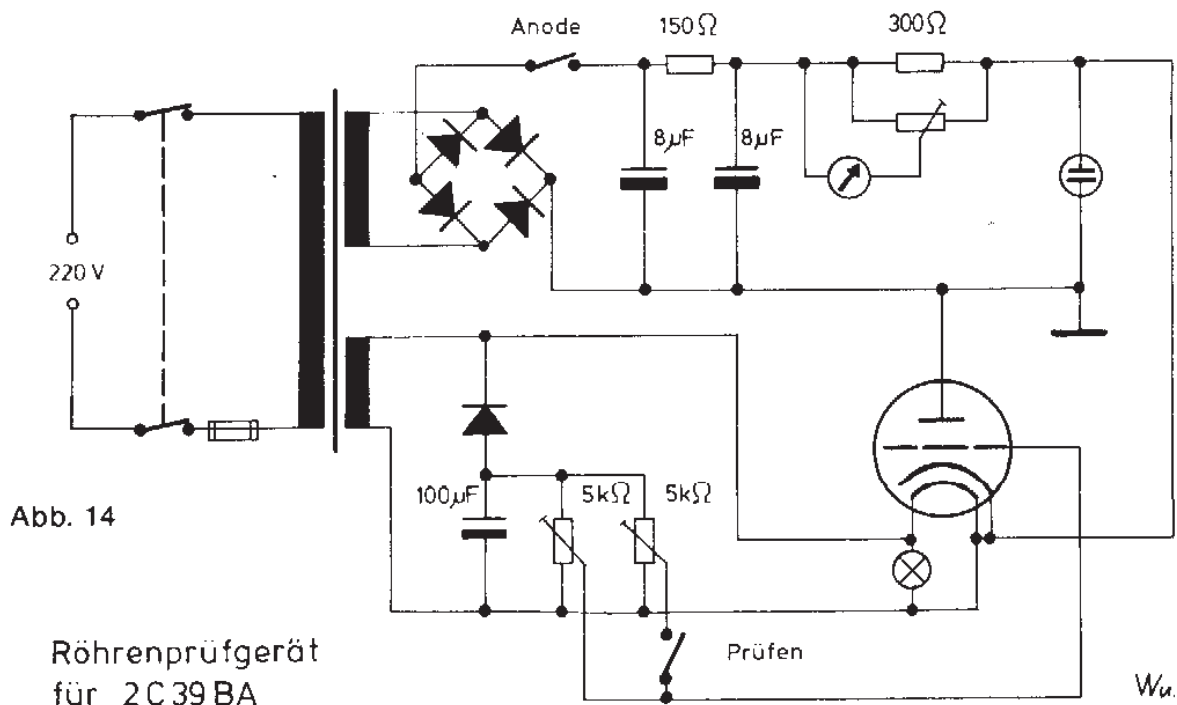 Anode
150Ω
300Ω
8µF
8µF
220 V
100µF
5kΩ
5kΩ
Abb. 14
Prüfen
Röhrenprüfgerät
für 2C39BA
Wu.